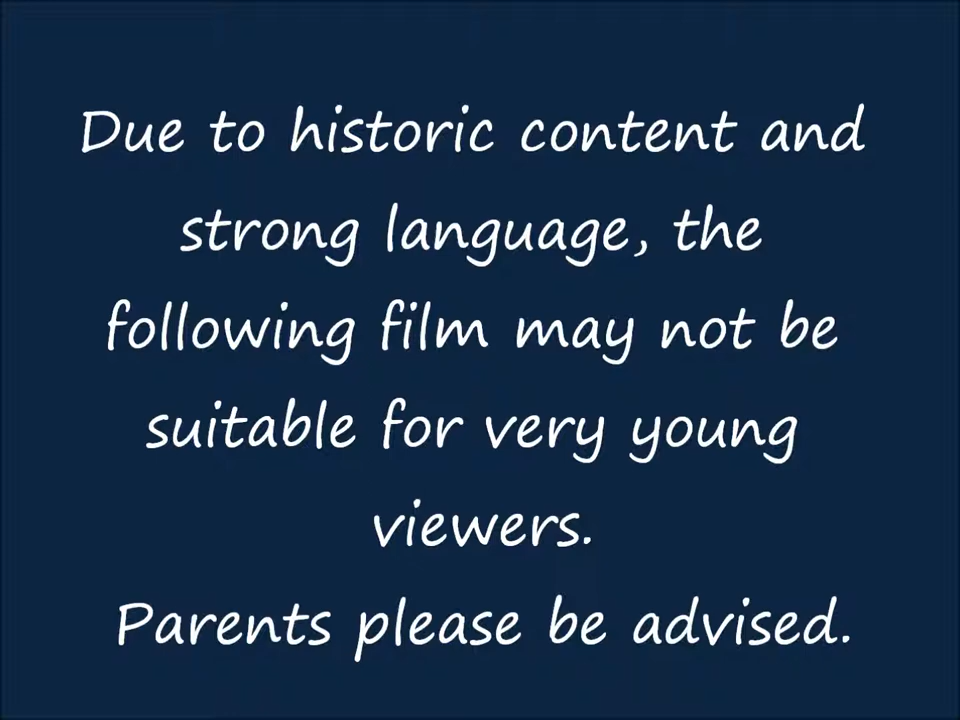 Due to historic content and
strong language, the
following film may not be
suitable for very young
viewers.
Parents please be advised.